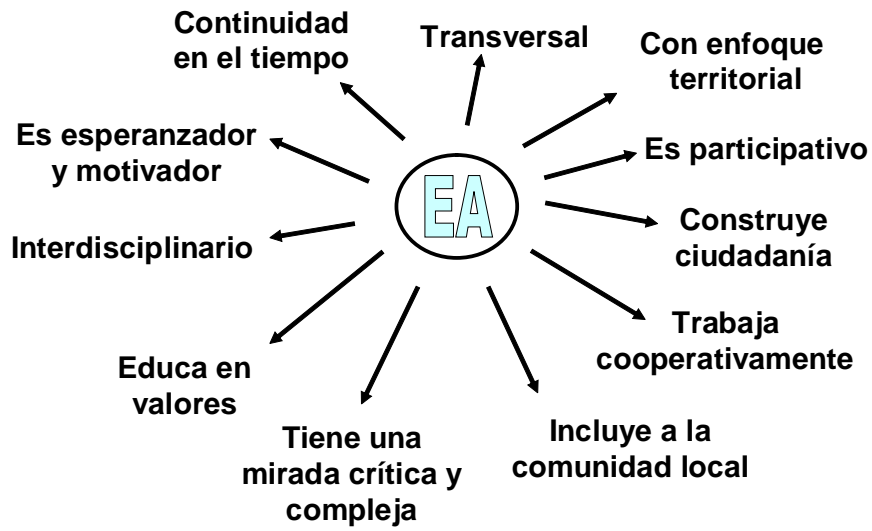 Continuidad
en el tiempo
Transversal
Con enfoque
territorial
Es esperanzador
y motivador
Es participativo
EA
Interdisciplinario
Construye
ciudadanía
Trabaja
cooperativamente
Educa en
valores
Tiene una
mirada crítica y
compleja
Incluye a la
comunidad local